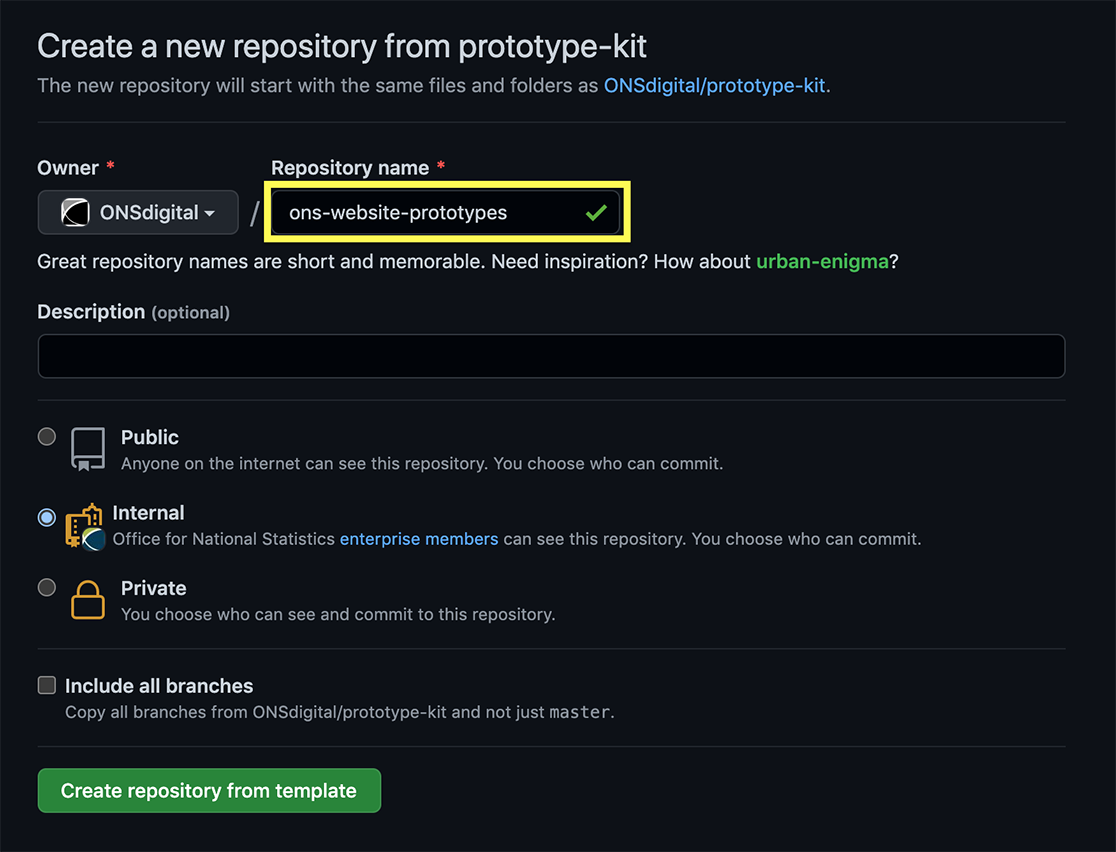 Create a new repository from prototype-kit
The new repository will start with the same files and folders as ONSdigital/prototype-kit.
Owner * Repository name *
ONSdigital / ons-website-prototypes
Great repository names are short and memorable. Need inspiration? How about urban-enigma?
Description (optional)
Public
Anyone on the internet can see this repository. You choose who can commit.
Internal
Office for National Statistics enterprise members can see this repository. You choose who can commit.
Private
You choose who can see and commit to this repository.
Include all branches
Copy all branches from ONSdigital/prototype-kit and not just master.
Create repository from template